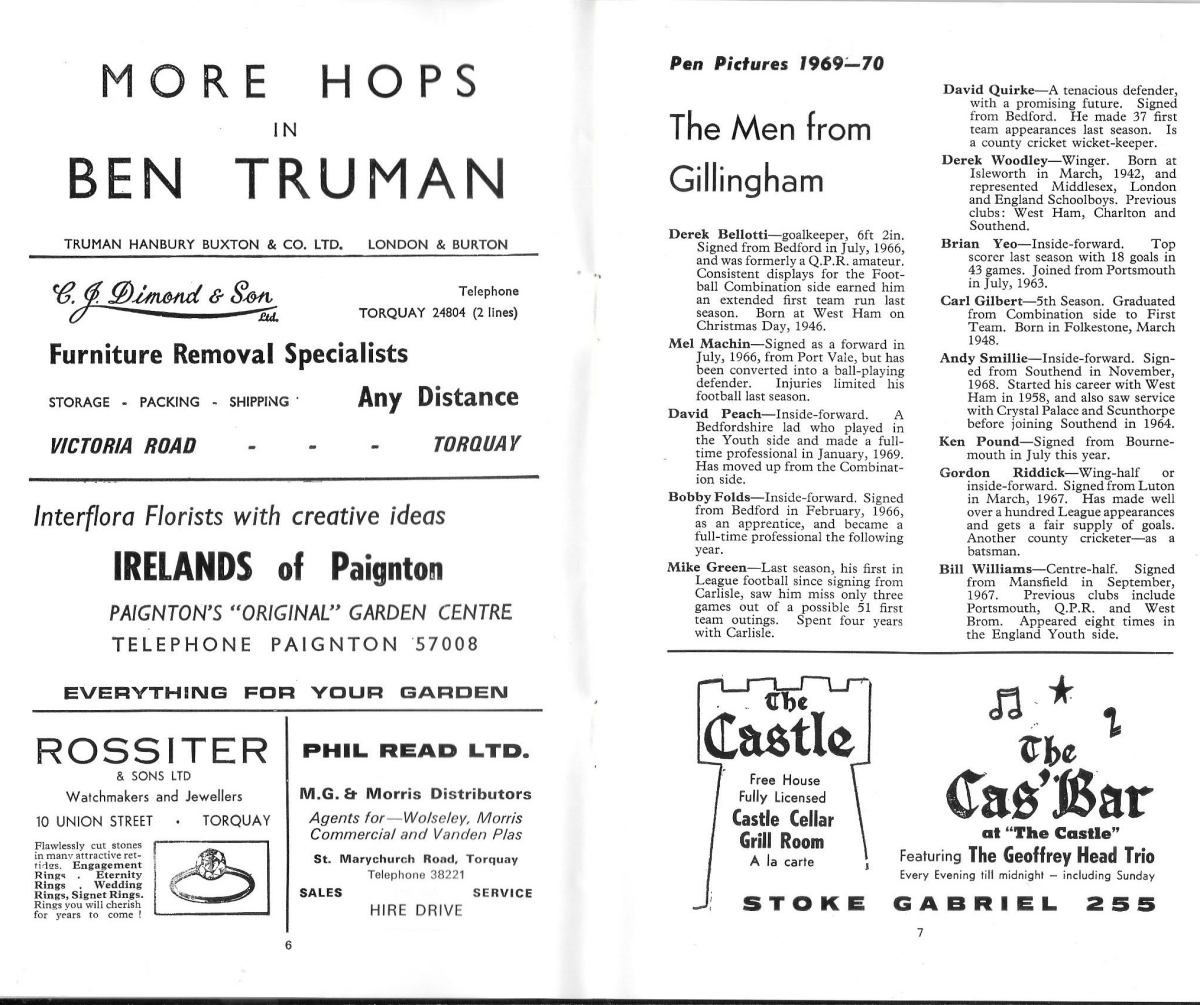 MORE HOPS
IN
BEN TRUMAN
TRUMAN HANBURY BUXTON & CO. LTD. LONDON & BURTON
C. J. Dimond & Son
Ltd.
Telephone
TORQUAY 24804 (2 lines)
Furniture Removal Specialists
STORAGE - PACKING - SHIPPING
Any Distance
VICTORIA ROAD - - - TORQUAY
Interflora Florists with creative ideas
IRELANDS of Paignton
PAIGNTON'S "ORIGINAL" GARDEN CENTRE
TELEPHONE PAIGNTON 57008
EVERYTHING FOR YOUR GARDEN
ROSSITER
& SONS LTD
Watchmakers and Jewellers
10 UNION STREET . TORQUAY
Flawlessly cut stones
in many attractive ret-
tings. Engagement
Rings . Eternity
Rings . Wedding
Rings, Signet Rings.
Rings you will cherish
for years to come !
PHIL READ LTD.
M.G. & Morris Distributors
Agents for—Wolseley, Morris
Commercial and Vanden Plas
St. Marychurch Road, Torquay
Telephone 38221
SALES SERVICE
HIRE DRIVE
6
Pen Pictures 1969—70
The Men from
Gillingham
Derek Bellotti—goalkeeper, 6ft 2in.
Signed from Bedford in July, 1966,
and was formerly a Q.P.R. amateur.
Consistent displays for the Foot-
ball Combination side earned him
an extended first team run last
season. Born at West Ham on
Christmas Day, 1946.
Mel Machin—Signed as a forward in
July, 1966, from Port Vale, but has
been converted into a ball-playing
defender. Injuries limited his
football last season.
David Peach—Inside-forward. A
Bedfordshire lad who played in
the Youth side and made a full-
time professional in January, 1969.
Has moved up from the Combinat-
ion side.
Bobby Folds—Inside-forward. Signed
from Bedford in February, 1966,
as an apprentice, and became a
full-time professional the following
year.
Mike Green—Last season, his first in
League football since signing from
Carlisle, saw him miss only three
games out of a possible 51 first
team outings. Spent four years
with Carlisle.
David Quirke—A tenacious defender,
with a promising future. Signed
from Bedford. He made 37 first
team appearances last season. Is
a county cricket wicket-keeper.
Derek Woodley—Winger. Born at
Isleworth in March, 1942, and
represented Middlesex, London
and England Schoolboys. Previous
clubs: West Ham, Charlton and
Southend.
Brian Yeo—Inside-forward. Top
scorer last season with 18 goals in
43 games. Joined from Portsmouth
in July, 1963.
Carl Gilbert—5th Season. Graduated
from Combination side to First
Team. Born in Folkestone, March
1948.
Andy Smillie—Inside-forward. Sign-
ed from Southend in November,
1968. Started his career with West
Ham in 1958, and also saw service
with Crystal Palace and Scunthorpe
before joining Southend in 1964.
Ken Pound—Signed from Bourne-
mouth in July this year.
Gordon Riddick—Wing-half or
inside-forward. Signed from Luton
in March, 1967. Has made well
over a hundred League appearances
and gets a fair supply of goals.
Another county cricketer—as a
batsman.
Bill Williams—Centre-half. Signed
from Mansfield in September,
1967. Previous clubs include
Portsmouth, Q.P.R. and West
Brom. Appeared eight times in
the England Youth side.
The
Castle
Free House
Fully Licensed
Castle Cellar
Grill Room
A la carte
The
Cas'Bar
at "The Castle"
Featuring The Geoffrey Head Trio
Every Evening till midnight — including Sunday
STOKE GABRIEL 255
7